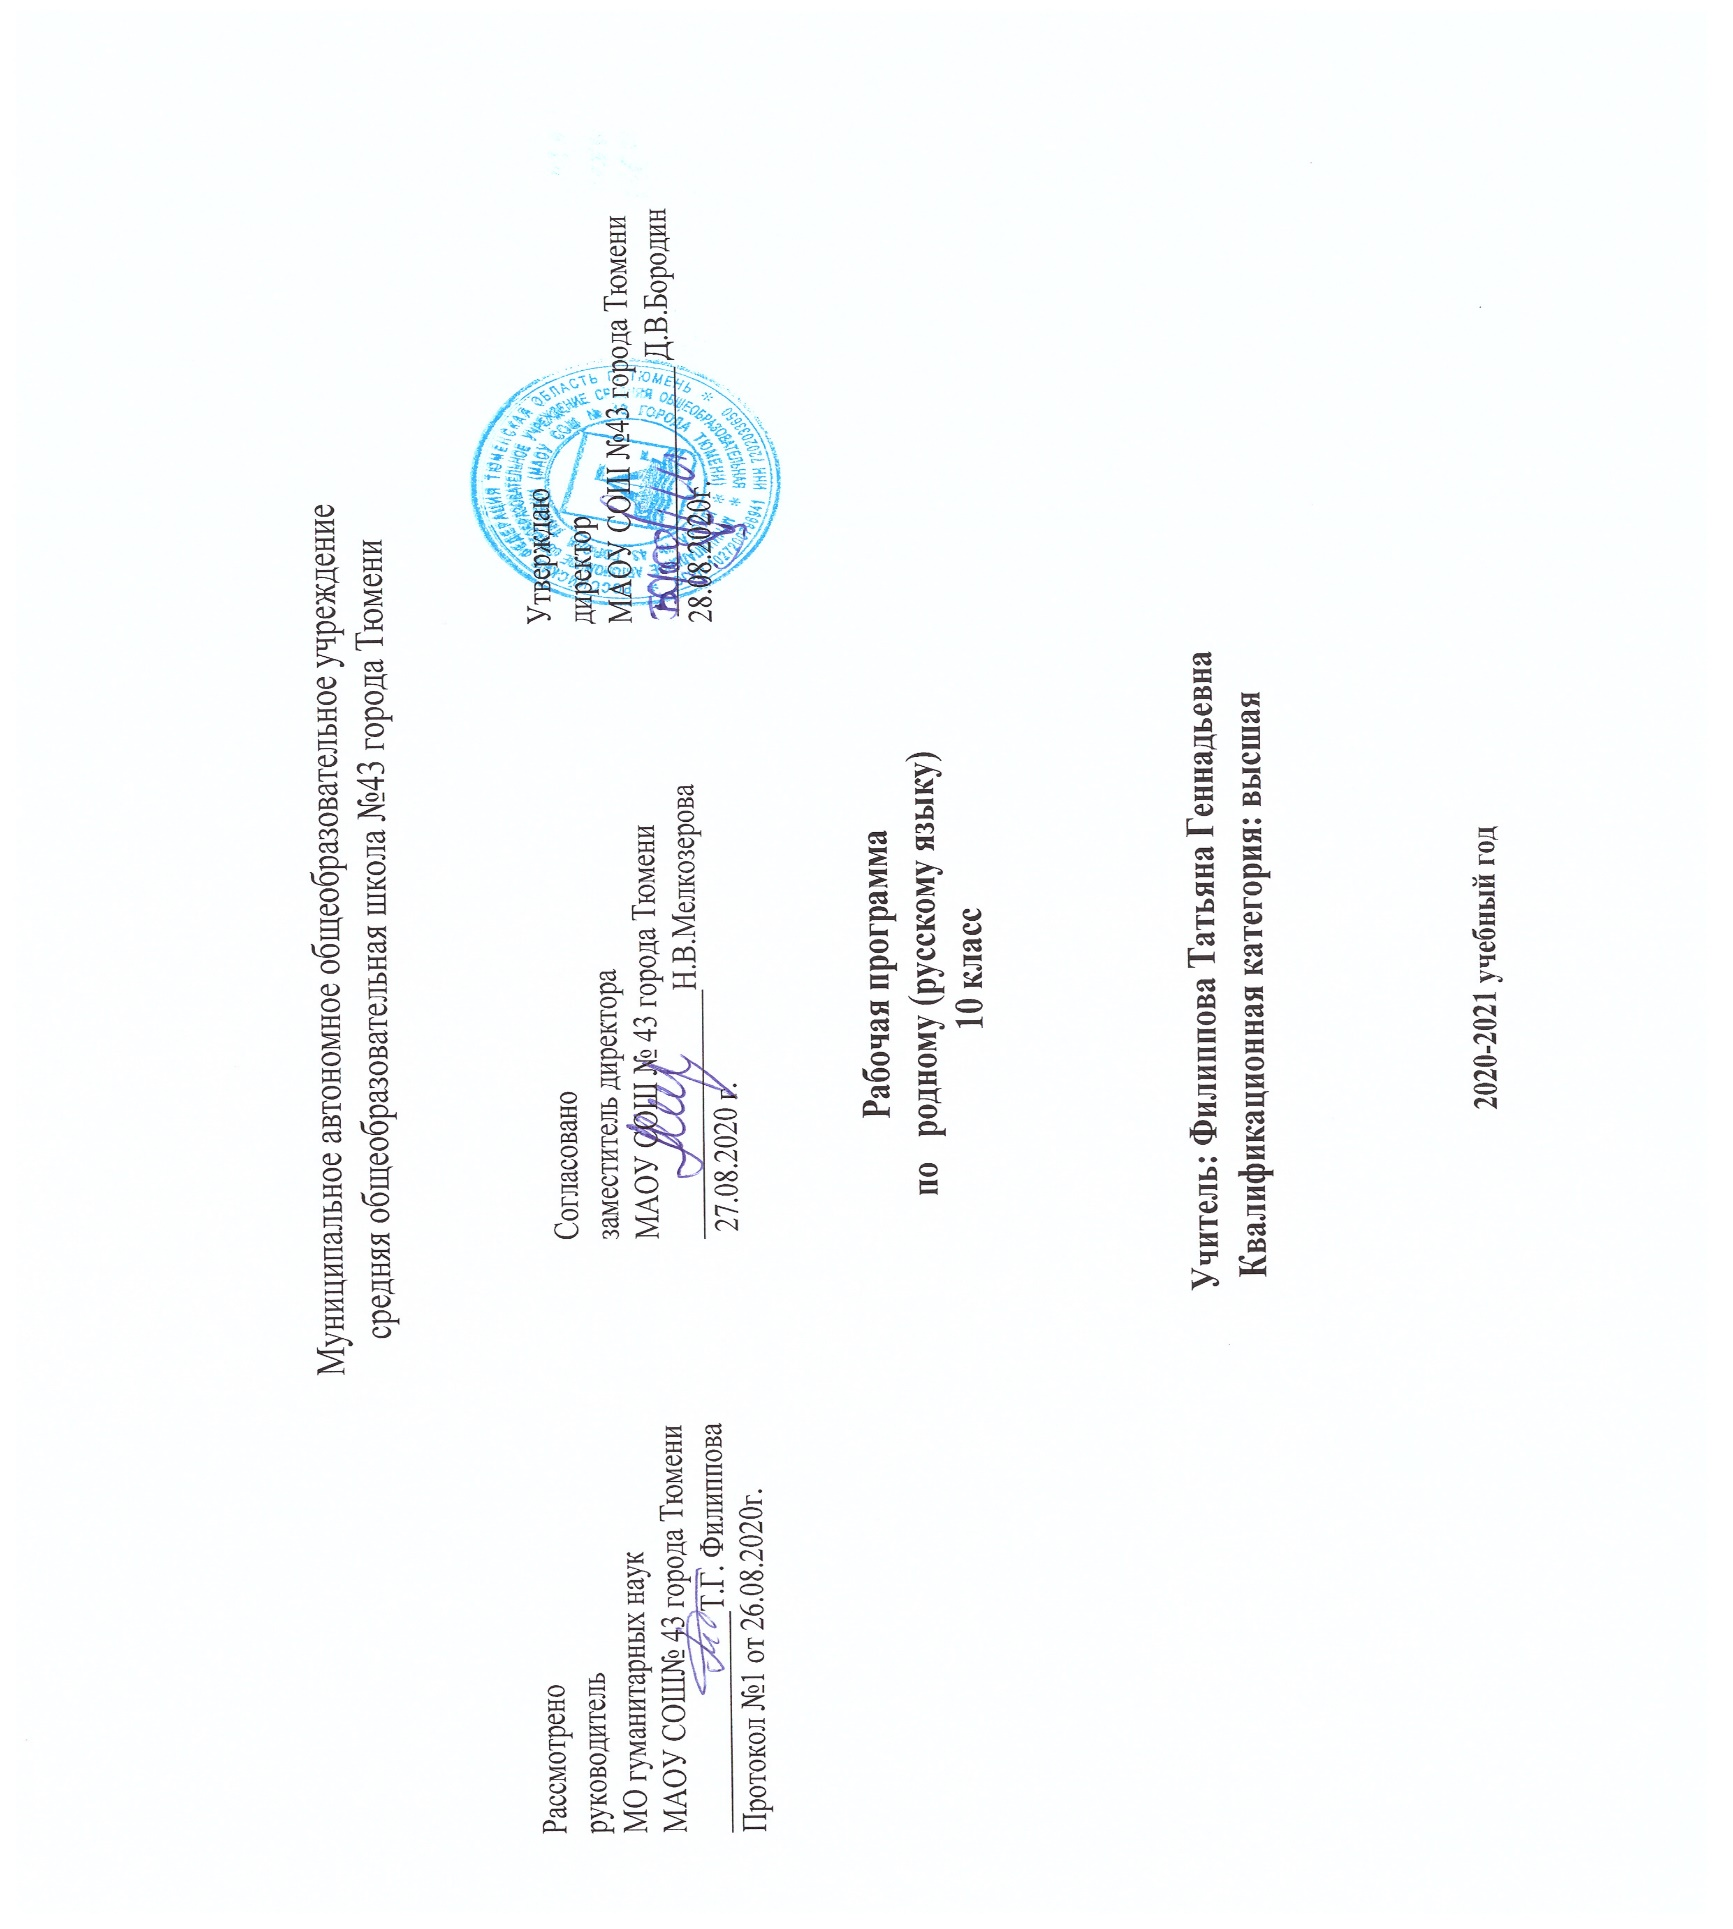 Муниципальное автономное общеобразовательное учреждение
средняя общеобразовательная школа №43 города Тюмени
Рассмотрено
руководитель
МО гуманитарных наук
МАОУ СОШ№ 43 города Тюмени
Т.Г. Филиппова
Протокол №1 от 26.08.2020г.
Согласовано
заместитель директора
МАОУ СОШ № 43 города Тюмени
Н.В.Мелкозерова
27.08.2020 г.
Утверждаю
директор
МАОУ СОШ №43 города Тюмени
Д.В.Бородин
28.08.2020г.
Рабочая программа
по родному (русскому языку)
10 класс
Учитель: Филиппова Татьяна Геннадьевна
Квалификационная категория: высшая
2020-2021 учебный год